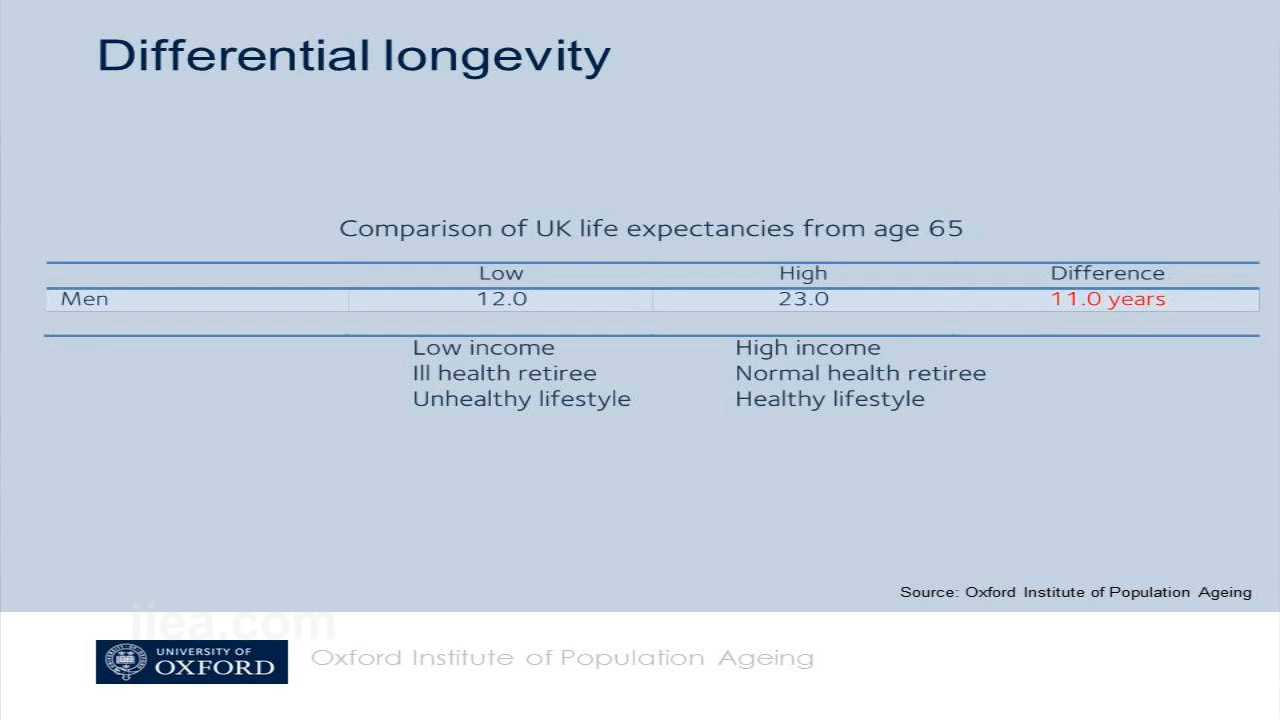 Differential longevity
Comparison of UK life expectancies from age 65
Low High Difference
Men 12.0 23.0 11.0 years
Low income High income
Ill health retiree Normal health retiree
Unhealthy lifestyle Healthy lifestyle
Source: Oxford Institute of Population Ageing
iiea.com
UNIVERSITY OF
OXFORD
Oxford Institute of Population Ageing